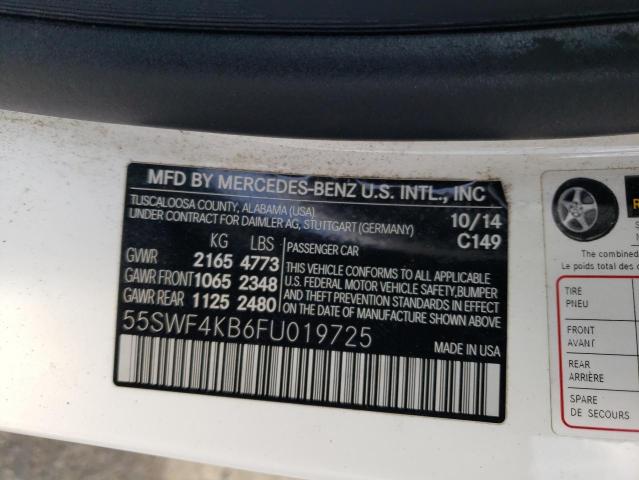 MFD BY MERCEDES-BENZ U.S. INTL., INC
TUSCALOOSA COUNTY, ALABAMA (USA) 10/14
UNDER CONTRACT FOR DAIMLER AG, STUTTGART (GERMANY) C149
KG LBS PASSENGER CAR
GVWR 2165 4773
GAWR FRONT 1065 2348
GAWR REAR 1125 2480
THIS VEHICLE CONFORMS TO ALL APPLICABLE
U.S. FEDERAL MOTOR VEHICLE SAFETY, BUMPER
AND THEFT PREVENTION STANDARDS IN EFFECT
ON THE DATE OF MANUFACTURE SHOWN ABOVE.
55SWF4KB6FU019725
MADE IN USA
The combined
Le poids total des
TIRE
PNEU
FRONT
AVANT
REAR
ARRIÈRE
SPARE
DE SECOURS